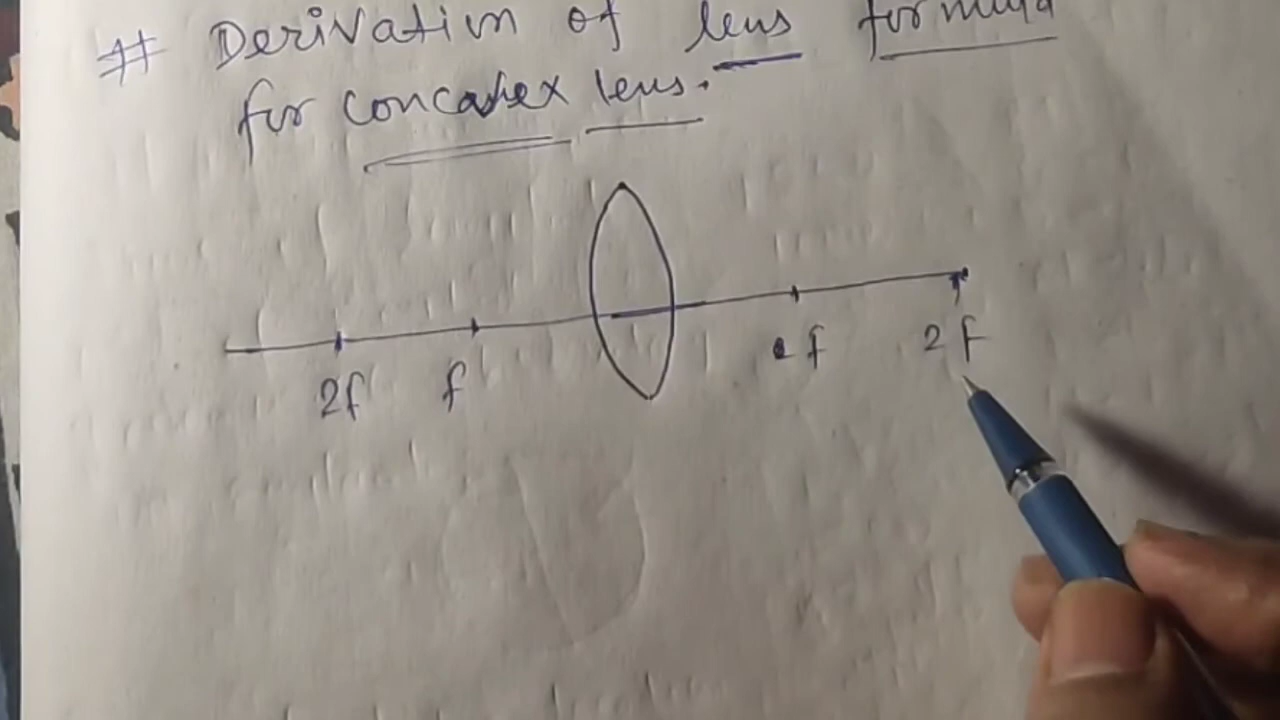 # Derivation of lens formula
for concavex lens.
2f f f 2f